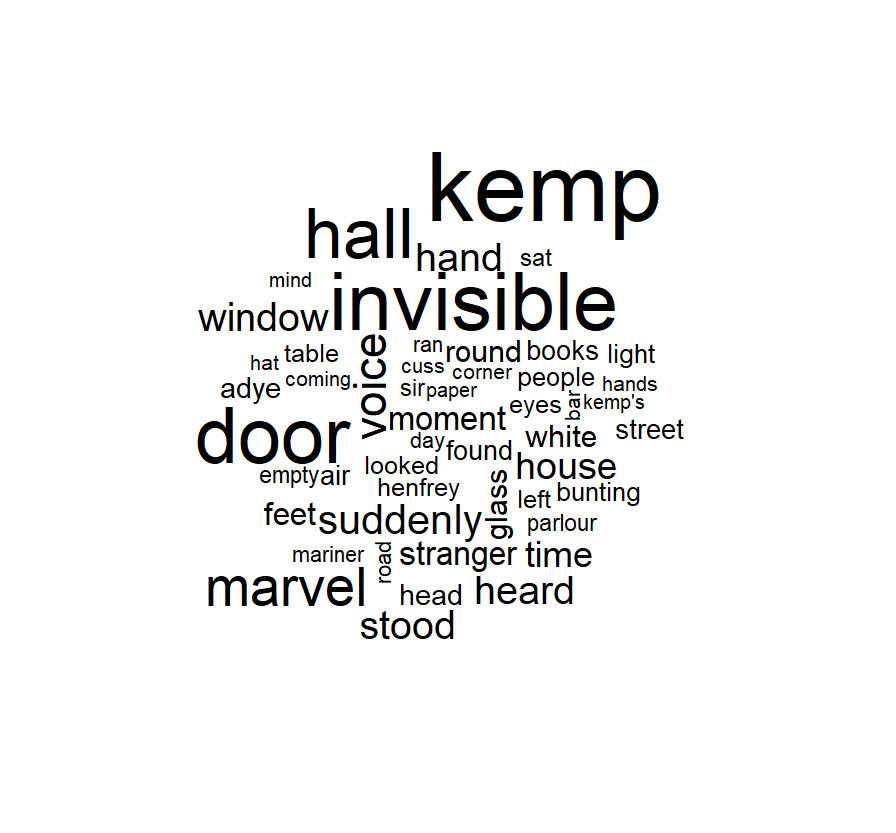 kemp
hall
hand sat
mind
invisible
window
voice
ran round books light
hat table
cuss corner people hands
adye coming sir paper
eyes bar kemp's
door moment
day found white street
empty air looked house
henfrey glass left bunting
feet suddenly parlour
mariner road stranger time
marvel head heard
stood